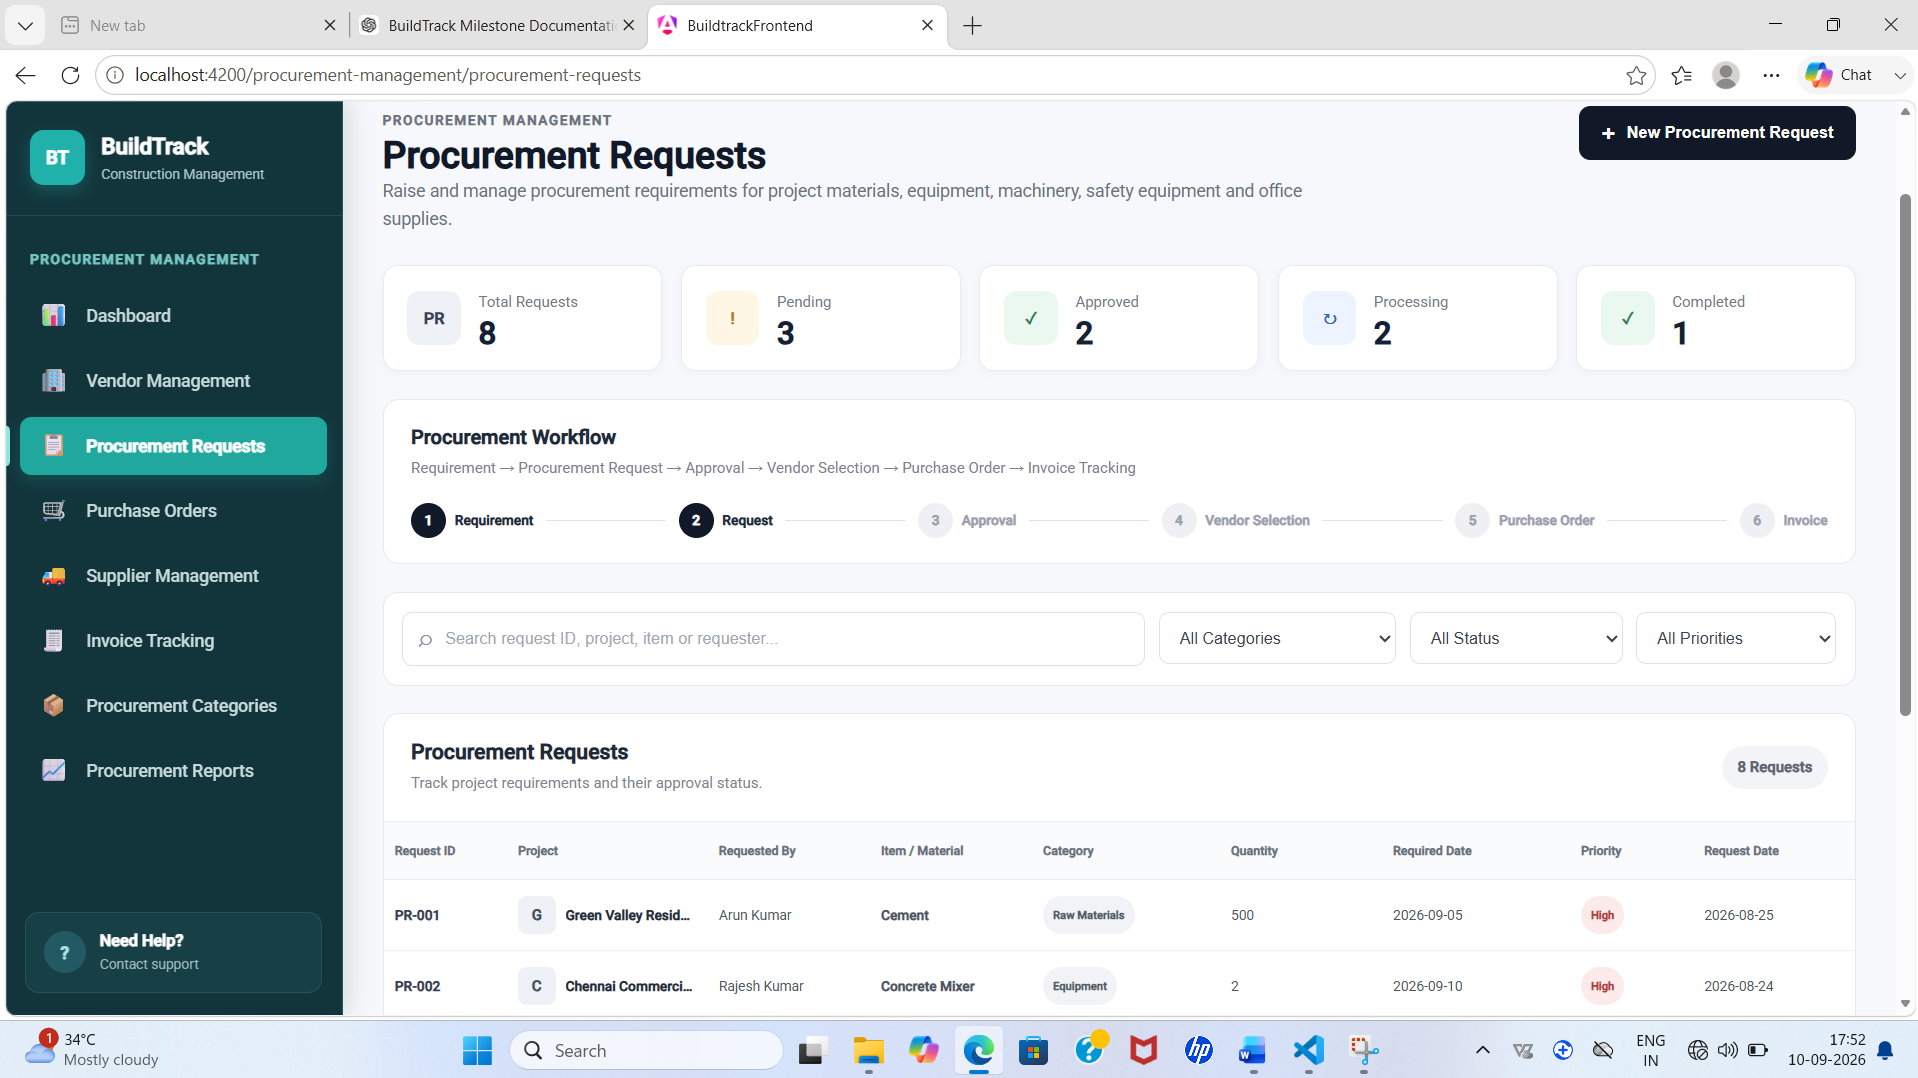 New tab
BuildTrack Milestone Documentati
BuildtrackFrontend
localhost:4200/procurement-management/procurement-requests
Chat
BT
BuildTrack
Construction Management
PROCUREMENT MANAGEMENT
Dashboard
Vendor Management
Procurement Requests
Purchase Orders
Supplier Management
Invoice Tracking
Procurement Categories
Procurement Reports
?
Need Help?
Contact support
PROCUREMENT MANAGEMENT
Procurement Requests
Raise and manage procurement requirements for project materials, equipment, machinery, safety equipment and office
supplies.
+ New Procurement Request
PR
Total Requests
8
!
Pending
3
✓
Approved
2
↻
Processing
2
✓
Completed
1
Procurement Workflow
Requirement → Procurement Request → Approval → Vendor Selection → Purchase Order → Invoice Tracking
1 Requirement 2 Request 3 Approval 4 Vendor Selection 5 Purchase Order 6 Invoice
Search request ID, project, item or requester...
All Categories
All Status
All Priorities
Procurement Requests
Track project requirements and their approval status.
8 Requests
Request ID Project Requested By Item / Material Category Quantity Required Date Priority Request Date
PR-001 G Green Valley Resid... Arun Kumar Cement Raw Materials 500 2026-09-05 High 2026-08-25
PR-002 C Chennai Commerci... Rajesh Kumar Concrete Mixer Equipment 2 2026-09-10 High 2026-08-24
1
34°C
Mostly cloudy
Search
ENG
IN
17:52
10-09-2026